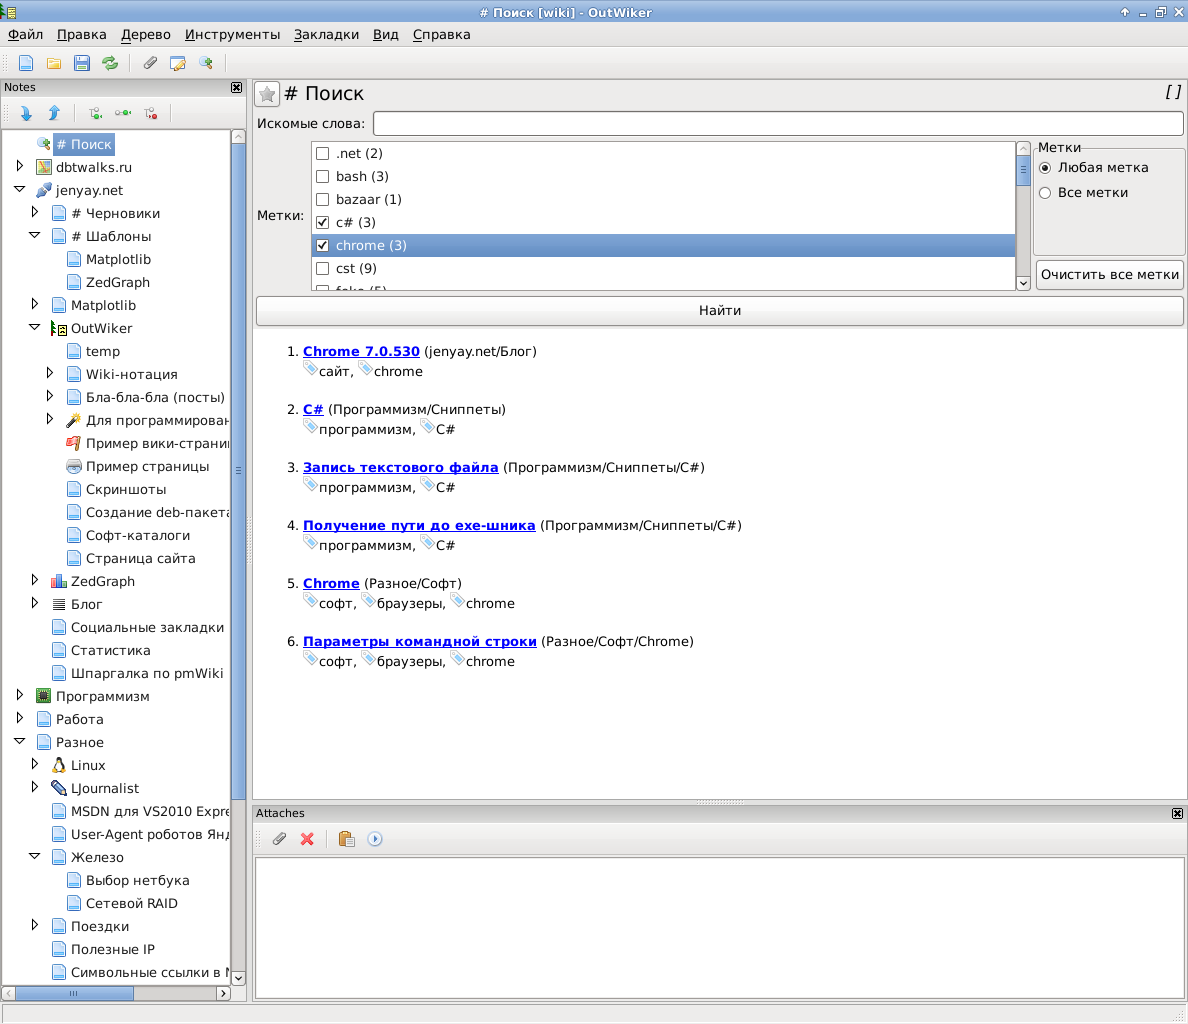 # Поиск [wiki] - OutWiker
Файл Правка Дерево Инструменты Закладки Вид Справка
Notes
# Поиск
dbtwalks.ru
jenyay.net
# Черновики
# Шаблоны
Matplotlib
ZedGraph
Matplotlib
OutWiker
temp
Wiki-нотация
Бла-бла-бла (посты)
Для программирован
Пример вики-страни
Пример страницы
Скриншоты
Создание deb-пакета
Софт-каталоги
Страница сайта
ZedGraph
Блог
Социальные закладки
Статистика
Шпаргалка по pmWiki
Программизм
Работа
Разное
Linux
LJournalist
MSDN для VS2010 Expre
User-Agent роботов Янд
Железо
Выбор нетбука
Сетевой RAID
Поездки
Полезные IP
Символьные ссылки в
# Поиск
[ ]
Искомые слова:
Метки:
.net (2)
bash (3)
bazaar (1)
c# (3)
chrome (3)
cst (9)
fake (5)
Метки
Любая метка
Все метки
Очистить все метки
Найти
1. Chrome 7.0.530 (jenyay.net/Блог)
сайт, chrome
2. C# (Программизм/Сниппеты)
программизм, C#
3. Запись текстового файла (Программизм/Сниппеты/C#)
программизм, C#
4. Получение пути до exe-шника (Программизм/Сниппеты/C#)
программизм, C#
5. Chrome (Разное/Софт)
софт, браузеры, chrome
6. Параметры командной строки (Разное/Софт/Chrome)
софт, браузеры, chrome
Attaches